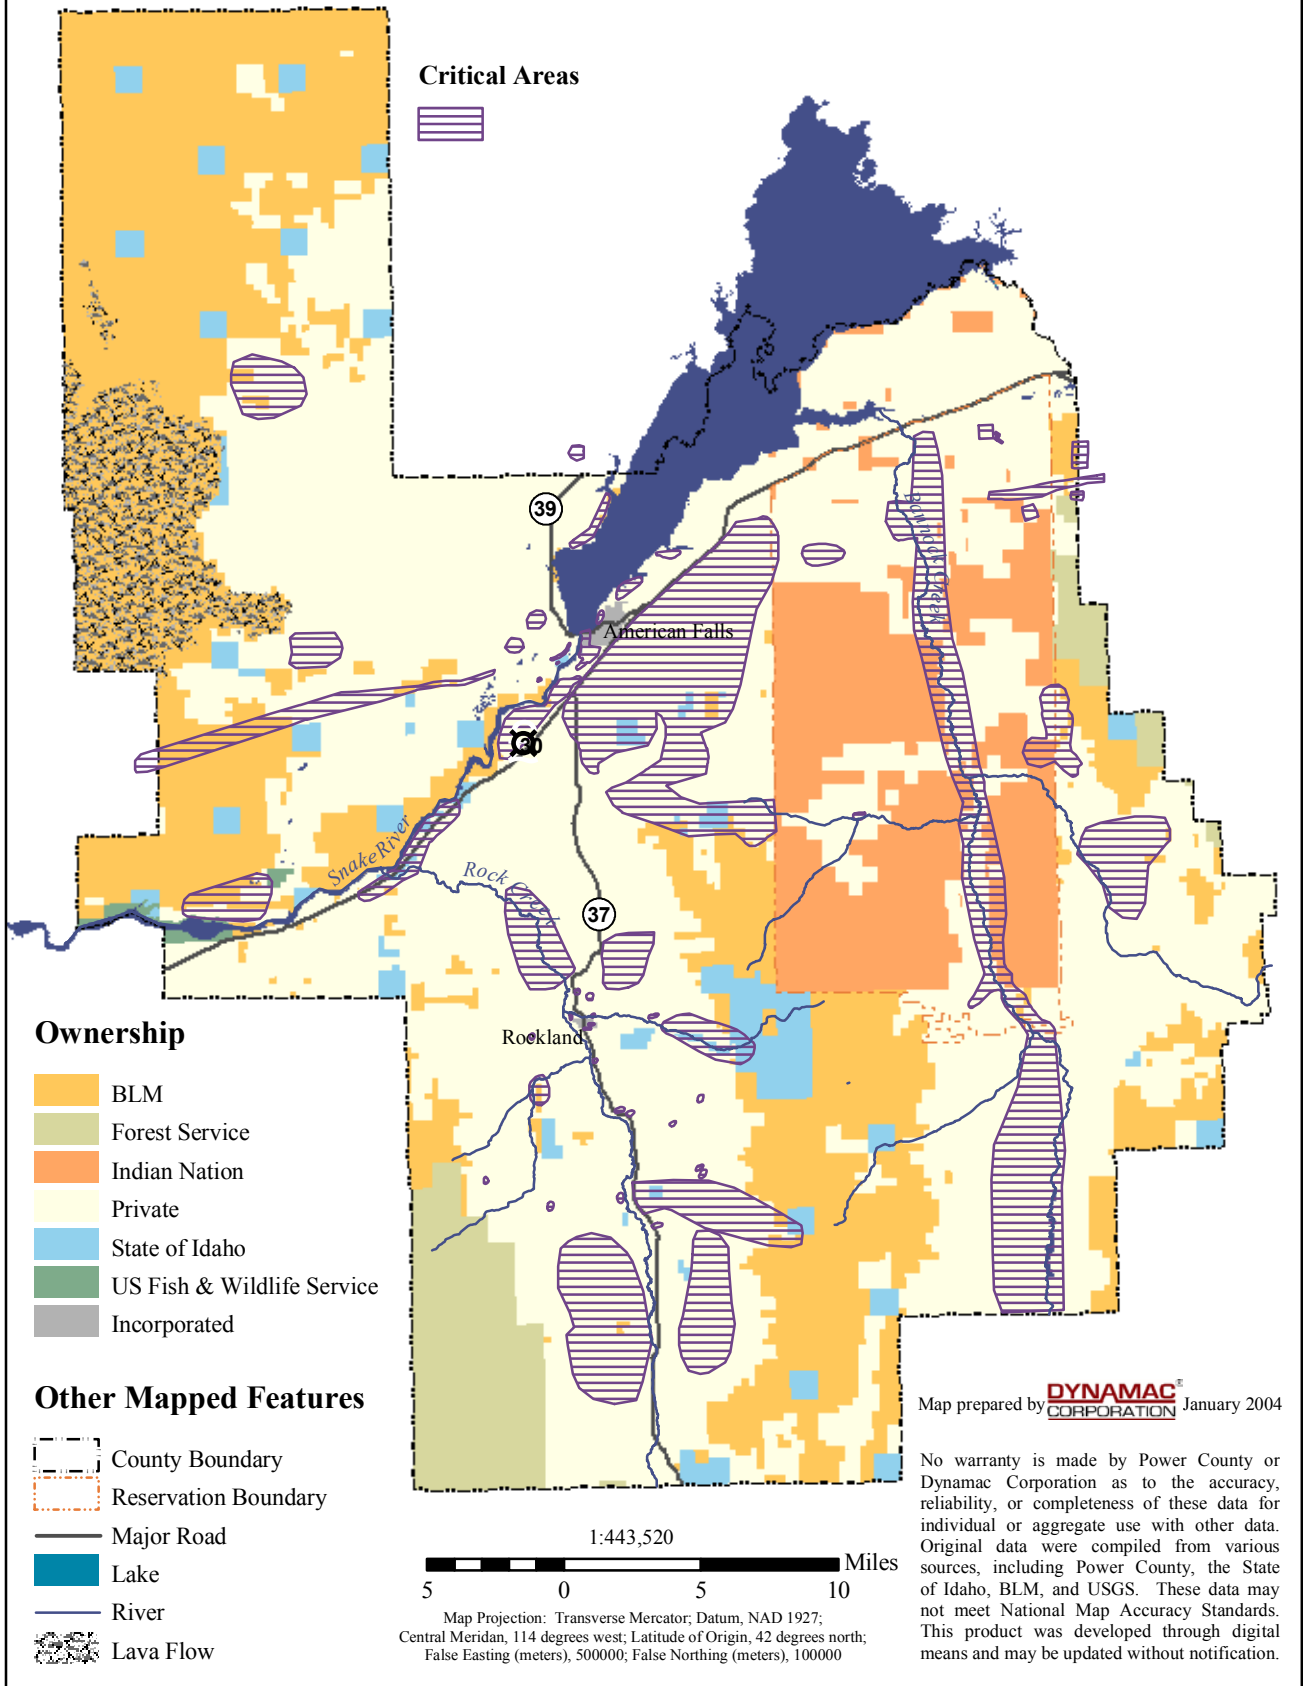 Critical Areas
39
American Falls
Bannock Creek
30
Snake River
Rock Creek
37
Rockland
Ownership
BLM
Forest Service
Indian Nation
Private
State of Idaho
US Fish & Wildlife Service
Incorporated
Other Mapped Features
County Boundary
Reservation Boundary
Major Road
Lake
River
Lava Flow
1:443,520
Miles
5 0 5 10
Map Projection: Transverse Mercator; Datum, NAD 1927;
Central Meridian, 114 degrees west; Latitude of Origin, 42 degrees north;
False Easting (meters), 500000; False Northing (meters), 100000
Map prepared by DYNAMAC CORPORATION ® January 2004
No warranty is made by Power County or
Dynamac Corporation as to the accuracy,
reliability, or completeness of these data for
individual or aggregate use with other data.
Original data were compiled from various
sources, including Power County, the State
of Idaho, BLM, and USGS. These data may
not meet National Map Accuracy Standards.
This product was developed through digital
means and may be updated without notification.